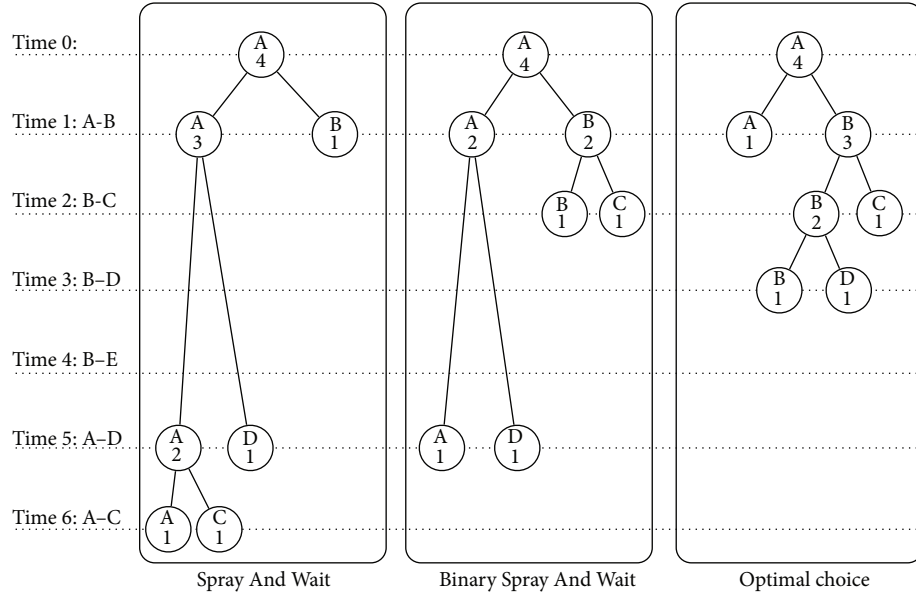 Time 0:
A
4
A
4
A
4
Time 1: A-B
A
3
B
1
A
2
B
2
A
1
B
3
Time 2: B-C
B
1
C
1
B
2
C
1
Time 3: B–D
B
1
D
1
Time 4: B–E
Time 5: A–D
A
2
D
1
A
1
D
1
Time 6: A–C
A
1
C
1
Spray And Wait
Binary Spray And Wait
Optimal choice